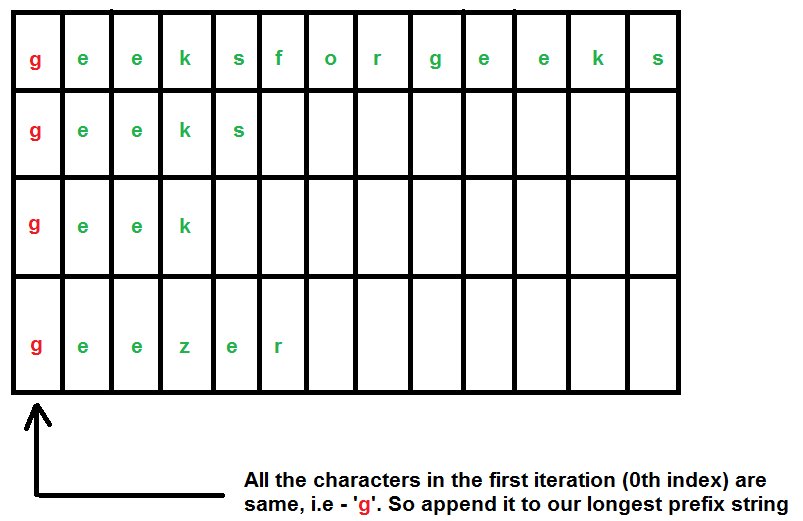 g e e k s f o r g e e k s
g e e k s
g e e k
g e e z e r
All the characters in the first iteration (0th index) are
same, i.e - 'g'. So append it to our longest prefix string